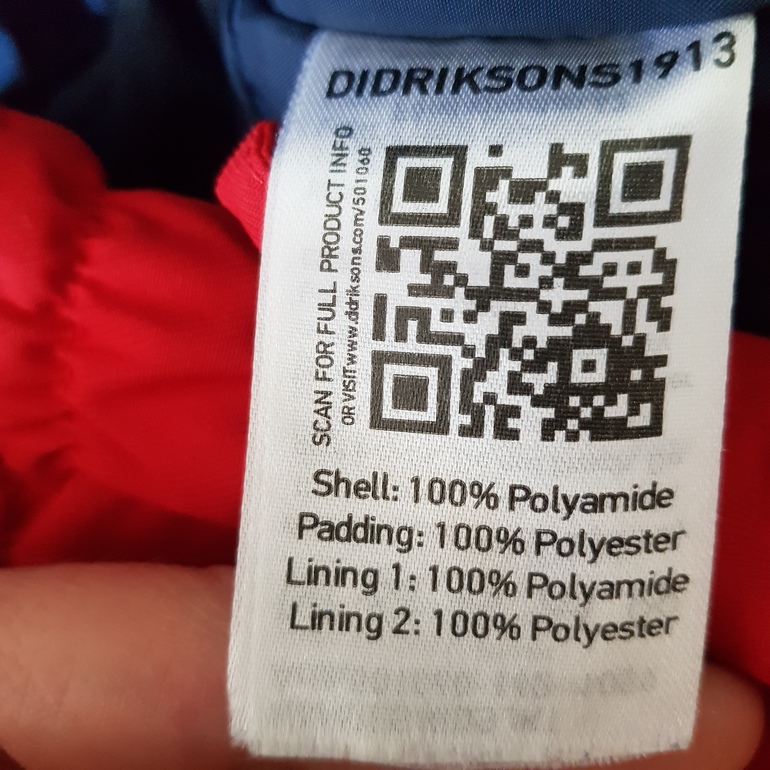 DIDRIKSONS1913
SCAN FOR FULL PRODUCT INFO
OR VISIT www.didriksons.com/501060
Shell: 100% Polyamide
Padding: 100% Polyester
Lining 1: 100% Polyamide
Lining 2: 100% Polyester